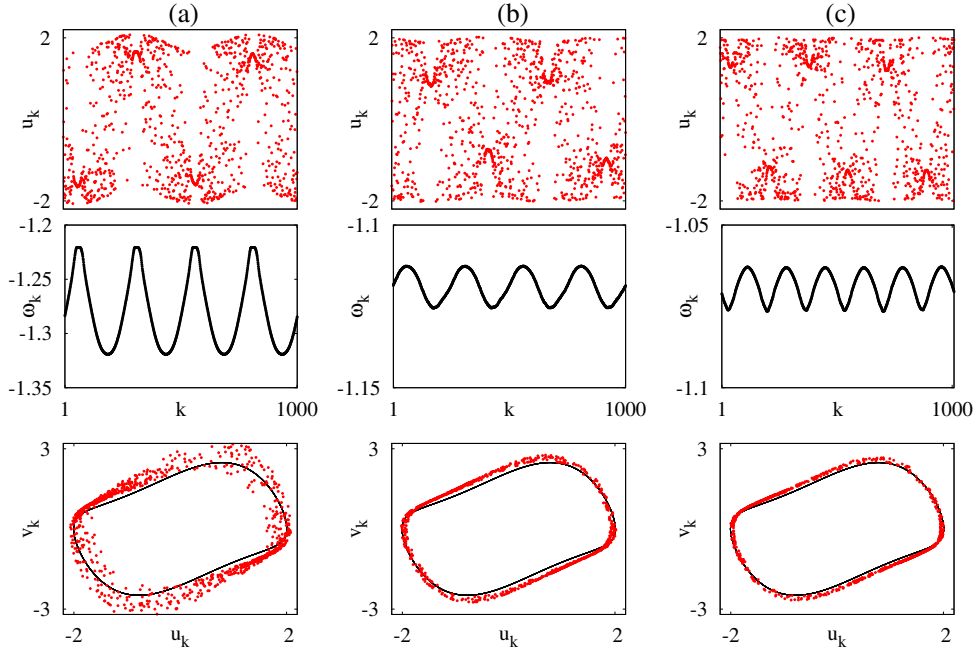 (a) (b) (c)
2 2 2
u_k u_k u_k
-2 -2 -2
-1.2 -1.1 -1.05
-1.25
ω_k ω_k ω_k
-1.3
-1.35 -1.15 -1.1
1 k 1000 1 k 1000 1 k 1000
3 3 3
v_k v_k v_k
-3 -3 -3
-2 u_k 2 -2 u_k 2 -2 u_k 2